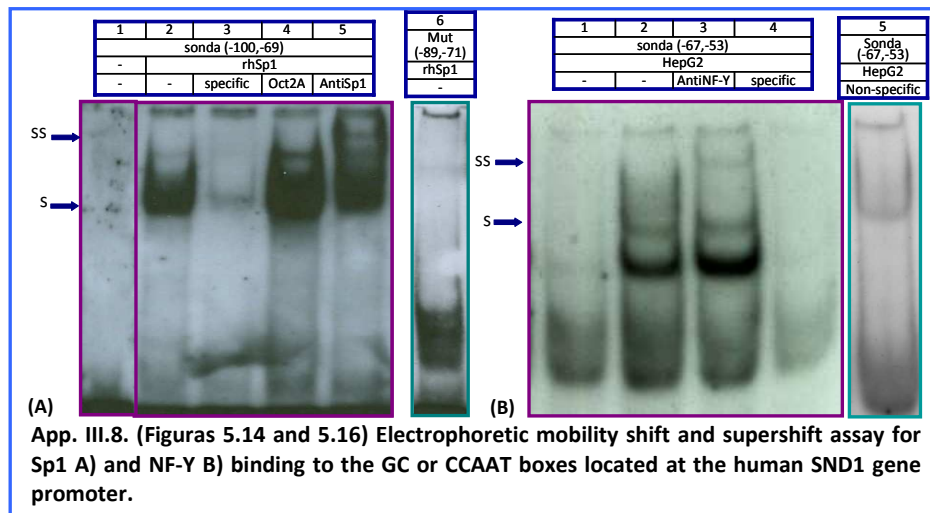 1 2 3 4 5
sonda (-100,-69)
- rhSp1
- - specific Oct2A AntiSp1
6
Mut
(-89,-71)
rhSp1
-
1 2 3 4
sonda (-67,-53)
- HepG2
- - AntiNF-Y specific
5
Sonda
(-67,-53)
HepG2
Non-specific
SS
S
SS
S
(A)
(B)
App. III.8. (Figuras 5.14 and 5.16) Electrophoretic mobility shift and supershift assay for
Sp1 A) and NF-Y B) binding to the GC or CCAAT boxes located at the human SND1 gene
promoter.